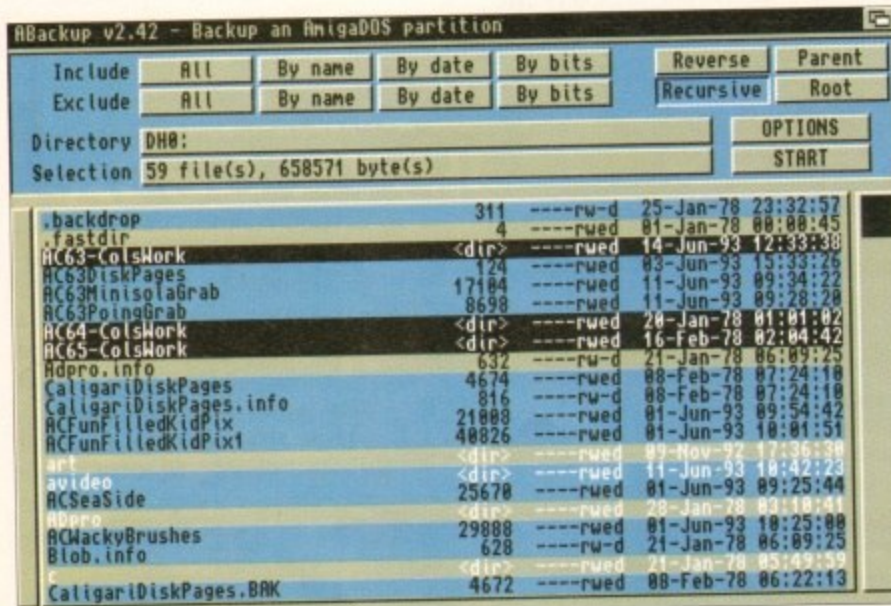 ABackup v2.42 - Backup an AmigaDOS partition
Include All By name By date By bits Reverse Parent
Exclude All By name By date By bits Recursive Root
Directory DH0: OPTIONS
Selection 59 file(s), 658571 byte(s) START
.backdrop 311 ----rw-d 25-Jan-78 23:32:57
.fastdir 4 ----rwed 01-Jan-78 00:00:45
AC63-ColsWork <dir> ----rwed 14-Jun-93 12:33:38
AC63DiskPages 124 ----rwed 03-Jun-93 15:33:26
AC63MinisolaGrab 17104 ----rwed 11-Jun-93 09:34:22
AC63PoingGrab 8698 ----rwed 11-Jun-93 09:28:20
AC64-ColsWork <dir> ----rwed 20-Jan-78 01:01:02
AC65-ColsWork <dir> ----rwed 16-Feb-78 02:04:42
Adpro.info 632 ----rw-d 21-Jan-78 06:09:25
CaligariDiskPages 4674 ----rwed 08-Feb-78 07:24:10
CaligariDiskPages.info 816 ----rw-d 08-Feb-78 07:24:10
ACFunFilledKidPix 21008 ----rwed 01-Jun-93 09:54:42
ACFunFilledKidPix1 40826 ----rwed 01-Jun-93 10:01:51
art <dir> ----rwed 09-Nov-92 17:36:30
avideo <dir> ----rwed 11-Jun-93 10:42:23
ACSeaSide 25670 ----rwed 01-Jun-93 09:25:44
ADpro <dir> ----rwed 28-Jan-78 03:10:41
ACWackyBrushes 29888 ----rwed 01-Jun-93 10:25:00
Blob.info 628 ----rw-d 21-Jan-78 06:09:25
c <dir> ----rwed 21-Jan-78 05:49:59
CaligariDiskPages.BAK 4672 ----rwed 08-Feb-78 06:22:13